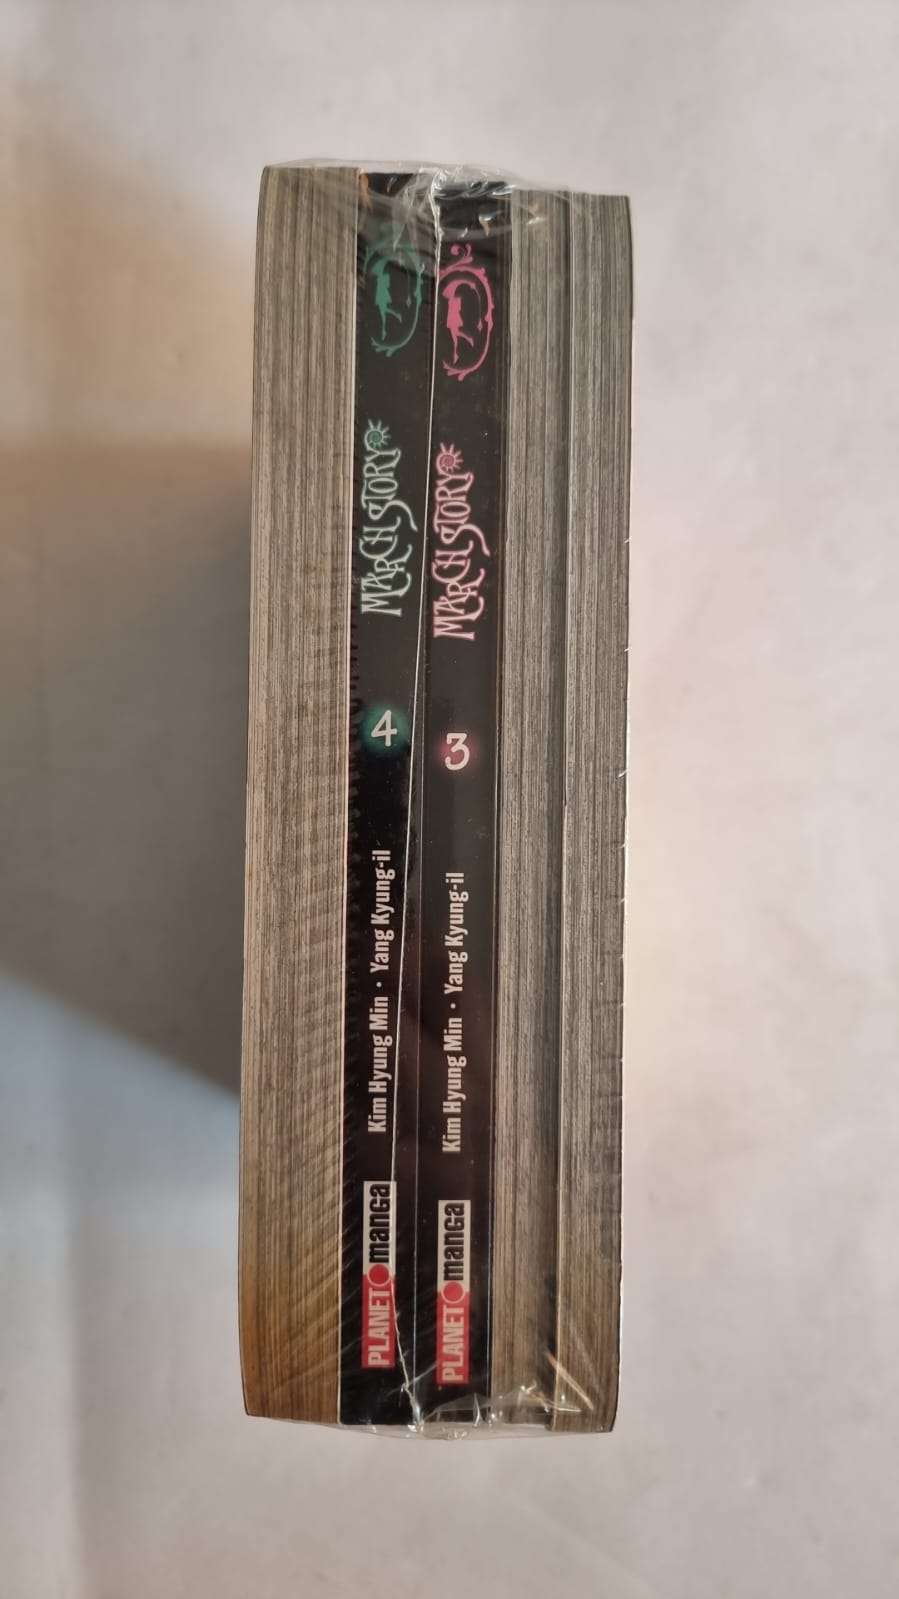 MARCH STORY
4
Kim Hyung Min · Yang Kyung-il
PLANET manga
MARCH STORY
3
Kim Hyung Min · Yang Kyung-il
PLANET manga